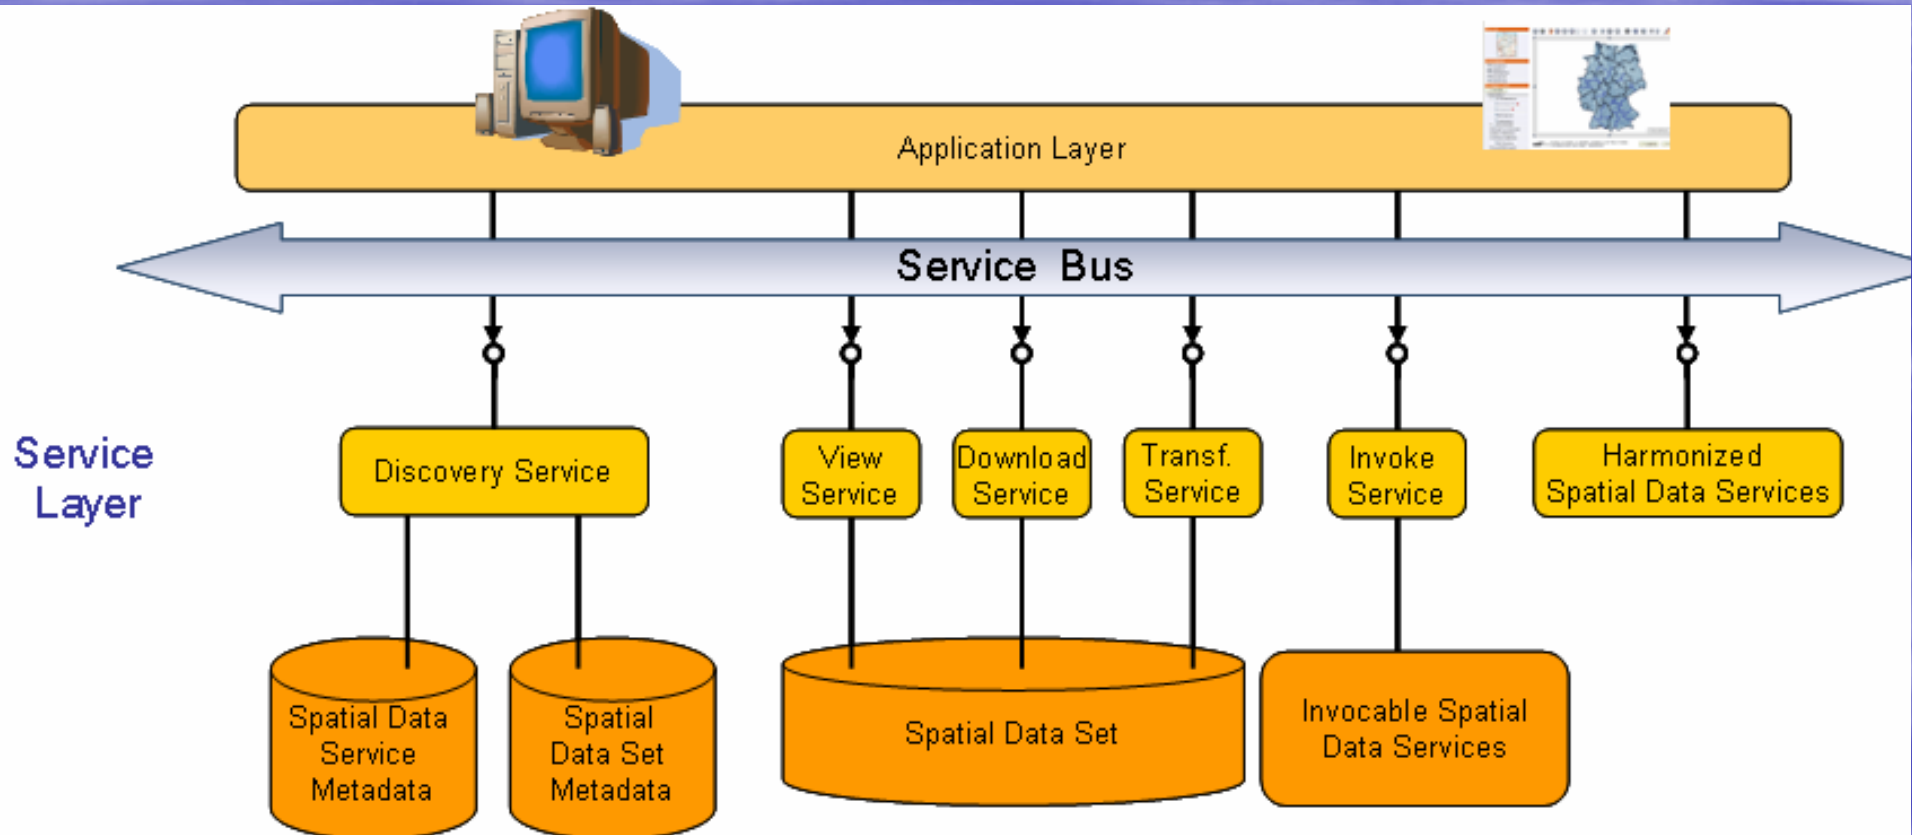 Application Layer
Service Bus
Service
Layer
Discovery Service
View
Service
Download
Service
Transf.
Service
Invoke
Service
Harmonized
Spatial Data Services
Spatial Data
Service
Metadata
Spatial
Data Set
Metadata
Spatial Data Set
Invocable Spatial
Data Services